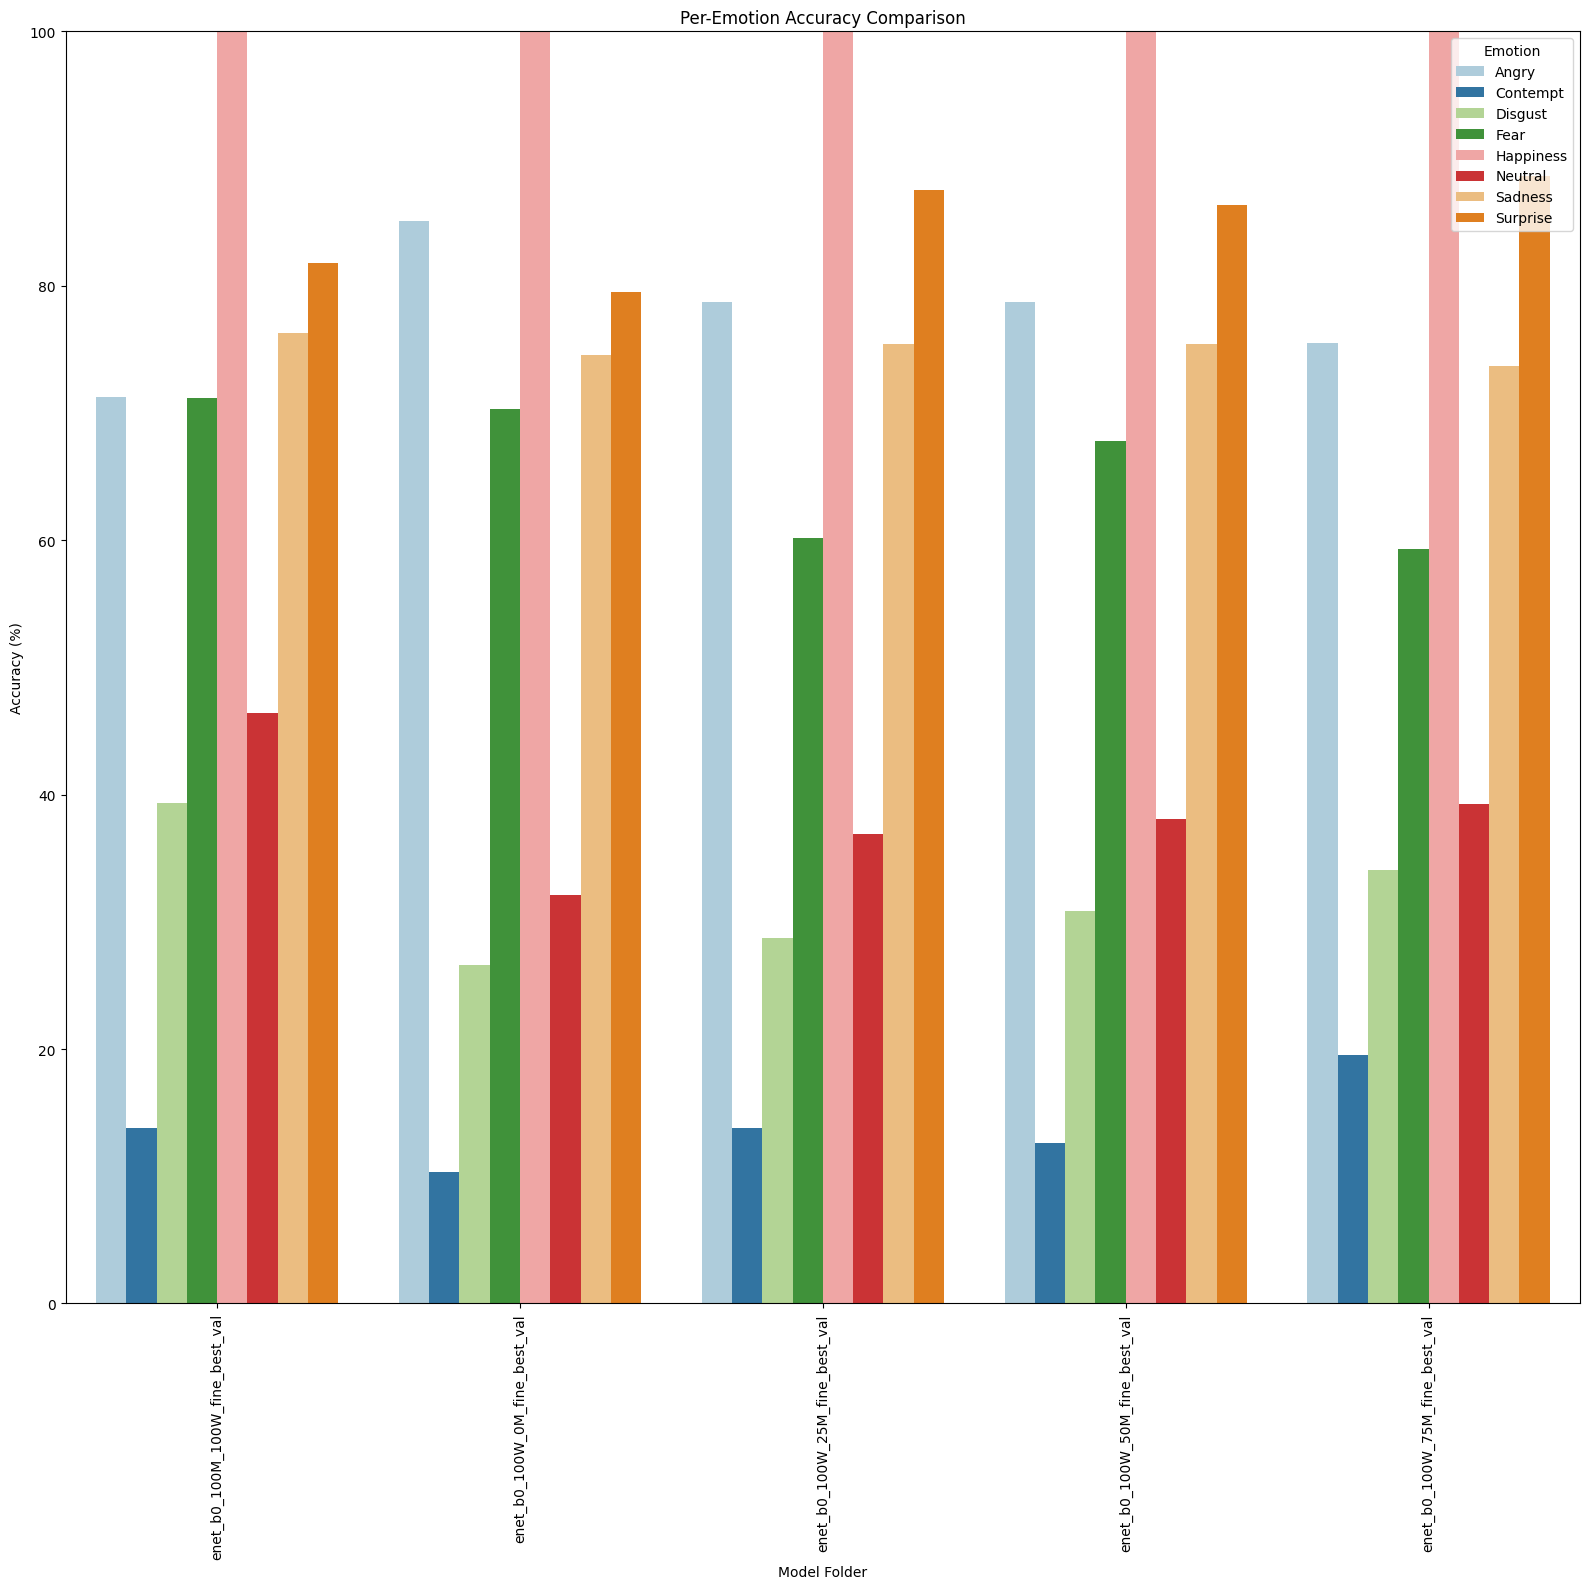 Per-Emotion Accuracy Comparison
Emotion
Angry
Contempt
Disgust
Fear
Happiness
Neutral
Sadness
Surprise
Accuracy (%)
100
80
60
40
20
0
enet_b0_100M_100W_fine_best_val
enet_b0_100W_0M_fine_best_val
enet_b0_100W_25M_fine_best_val
enet_b0_100W_50M_fine_best_val
enet_b0_100W_75M_fine_best_val
Model Folder